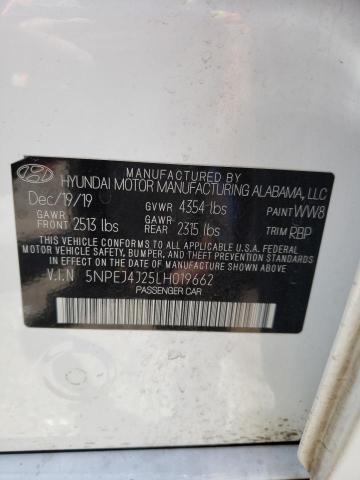 MANUFACTURED BY
HYUNDAI MOTOR MANUFACTURING ALABAMA, LLC
Dec/19/19 GVWR 4354 lbs PAINT WW8
GAWR FRONT 2513 lbs GAWR REAR 2315 lbs TRIM PBP
THIS VEHICLE CONFORMS TO ALL APPLICABLE U.S.A. FEDERAL
MOTOR VEHICLE SAFETY, BUMPER, AND THEFT PREVENTION
STANDARDS IN EFFECT ON THE DATE OF MANUFACTURE SHOWN ABOVE.
V.I.N 5NPEJ4J25LH019662
PASSENGER CAR